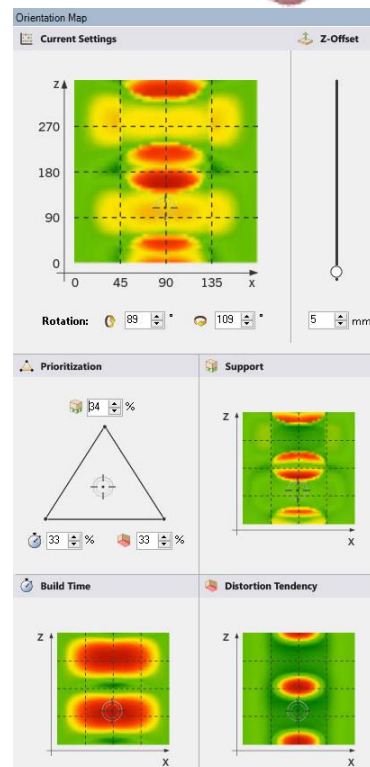 Orientation Map
Current Settings
Z-Offset
Z
270
180
90
0
0 45 90 135 X
Rotation: 89 ° 109 ° 5 mm
Prioritization
Support
34 %
Z
X
33 % 33 %
Build Time
Distortion Tendency
Z
Z
X
X